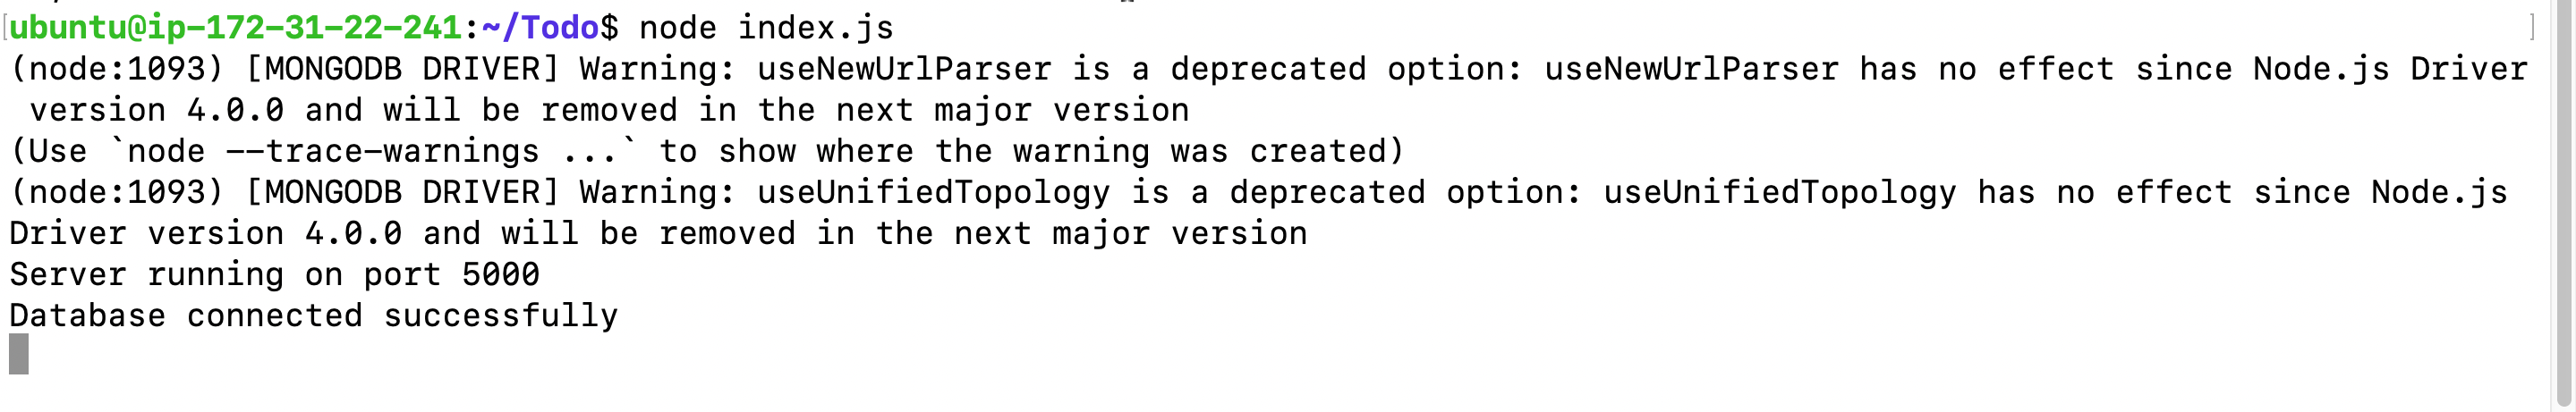 ubuntu@ip-172-31-22-241:~/Todo$ node index.js
(node:1093) [MONGODB DRIVER] Warning: useNewUrlParser is a deprecated option: useNewUrlParser has no effect since Node.js Driver
version 4.0.0 and will be removed in the next major version
(Use `node --trace-warnings ...` to show where the warning was created)
(node:1093) [MONGODB DRIVER] Warning: useUnifiedTopology is a deprecated option: useUnifiedTopology has no effect since Node.js
Driver version 4.0.0 and will be removed in the next major version
Server running on port 5000
Database connected successfully